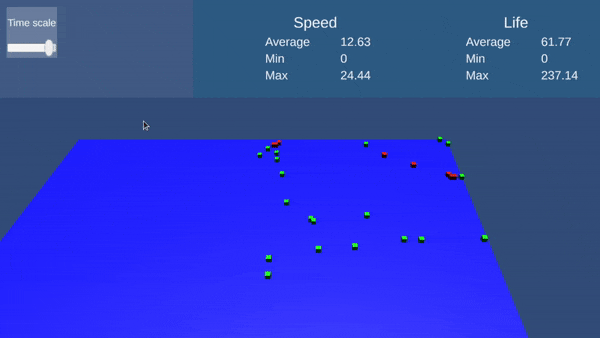 Time scale
Speed
Average 12.63
Min 0
Max 24.44
Life
Average 61.77
Min 0
Max 237.14